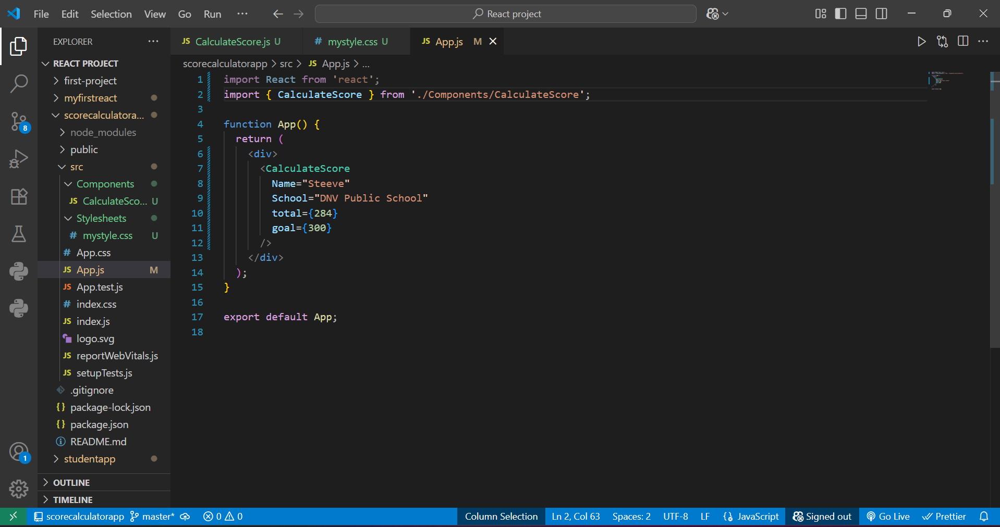 File Edit Selection View Go Run ··· React project
EXPLORER ···
REACT PROJECT
first-project
myfirstreact
scorecalculatora...
node_modules
public
src
Components
JS CalculateSco... U
Stylesheets
# mystyle.css U
# App.css
JS App.js M
JS App.test.js
# index.css
JS index.js
logo.svg
JS reportWebVitals.js
JS setupTests.js
.gitignore
{} package-lock.json
{} package.json
README.md
studentapp
OUTLINE
TIMELINE
8
1
JS CalculateScore.js U # mystyle.css U JS App.js M
scorecalculatorapp > src > JS App.js > ...
1 import React from 'react';
2 import { CalculateScore } from './Components/CalculateScore';
3
4 function App() {
5 return (
6 <div>
7 <CalculateScore
8 Name="Steeve"
9 School="DNV Public School"
10 total={284}
11 goal={300}
12 />
13 </div>
14 );
15 }
16
17 export default App;
18
scorecalculatorapp master* 0 0 Column Selection Ln 2, Col 63 Spaces: 2 UTF-8 LF {} JavaScript Signed out Go Live Prettier